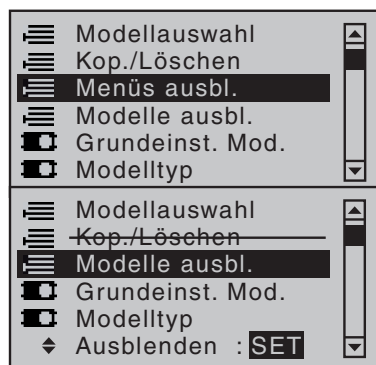 Modellauswahl
Kop./Löschen
Menüs ausbl.
Modelle ausbl.
Grundeinst. Mod.
Modelltyp
Modellauswahl
Kop./Löschen
Modelle ausbl.
Grundeinst. Mod.
Modelltyp
Ausblenden : SET